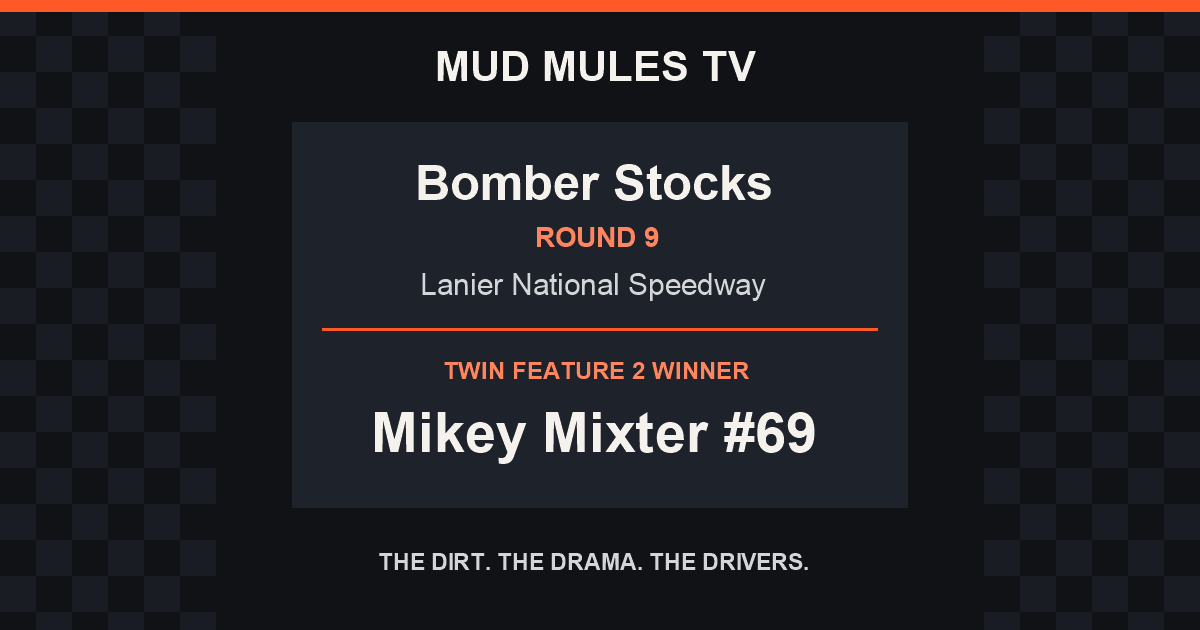 MUD MULES TV
Bomber Stocks
ROUND 9
Lanier National Speedway
TWIN FEATURE 2 WINNER
Mikey Mixter #69
THE DIRT. THE DRAMA. THE DRIVERS.